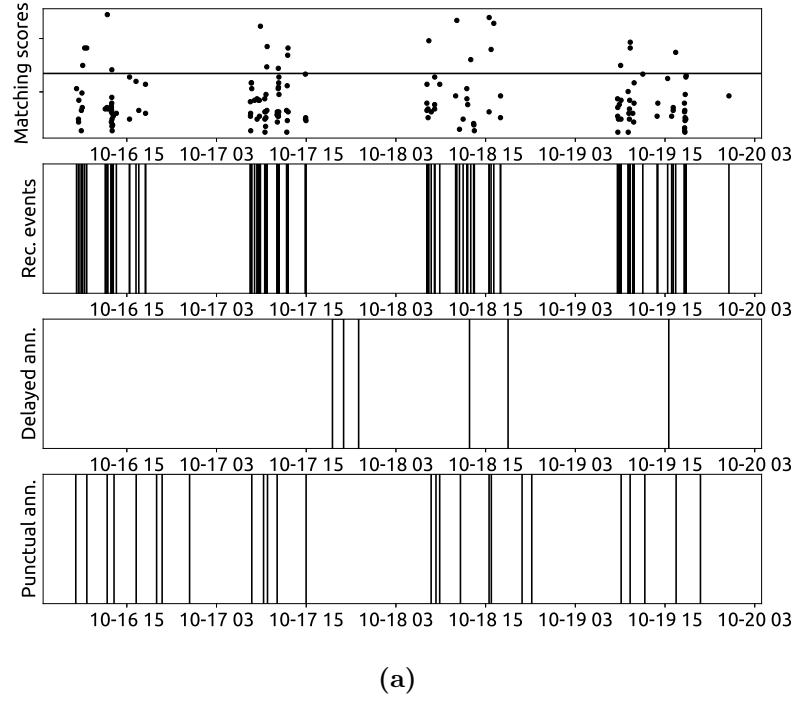 Matching scores
10-16 15 10-17 03 10-17 15 10-18 03 10-18 15 10-19 03 10-19 15 10-20 03
Rec. events
10-16 15 10-17 03 10-17 15 10-18 03 10-18 15 10-19 03 10-19 15 10-20 03
Delayed ann.
10-16 15 10-17 03 10-17 15 10-18 03 10-18 15 10-19 03 10-19 15 10-20 03
Punctual ann.
10-16 15 10-17 03 10-17 15 10-18 03 10-18 15 10-19 03 10-19 15 10-20 03
(a)